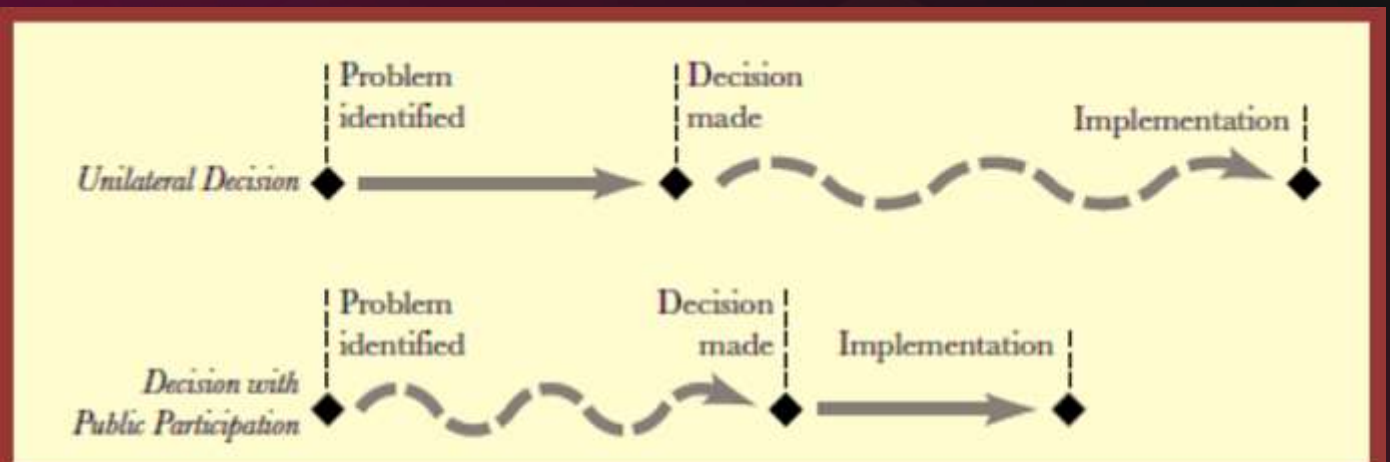 Problem
identified
Decision
made
Implementation
Unilateral Decision
Problem
identified
Decision
made
Implementation
Decision with
Public Participation